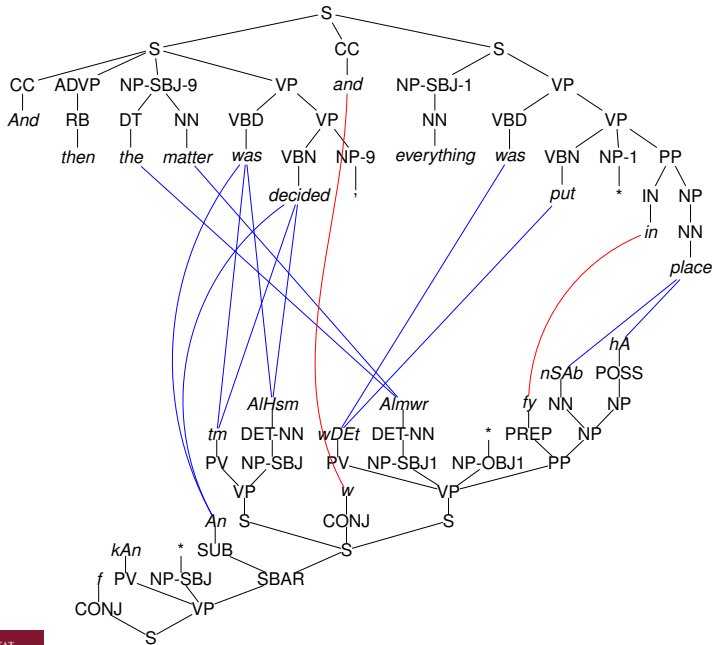 S
CC
S
S
CC ADVP NP-SBJ-9 VP and NP-SBJ-1 VP
And RB DT NN VBD VP NN VBD VP
then the matter was VBN NP-9 everything was VBN NP-1 PP
decided , put * IN NP
in NN
place
hA
nSAb POSS
AlHsm Almwr fy NN NP
tm DET-NN wDEt DET-NN * PREP NP
PV NP-SBJ PV NP-SBJ1 NP-OBJ1 PP
VP w VP
An S CONJ S
kAn * SUB S
f PV NP-SBJ SBAR
CONJ VP
S